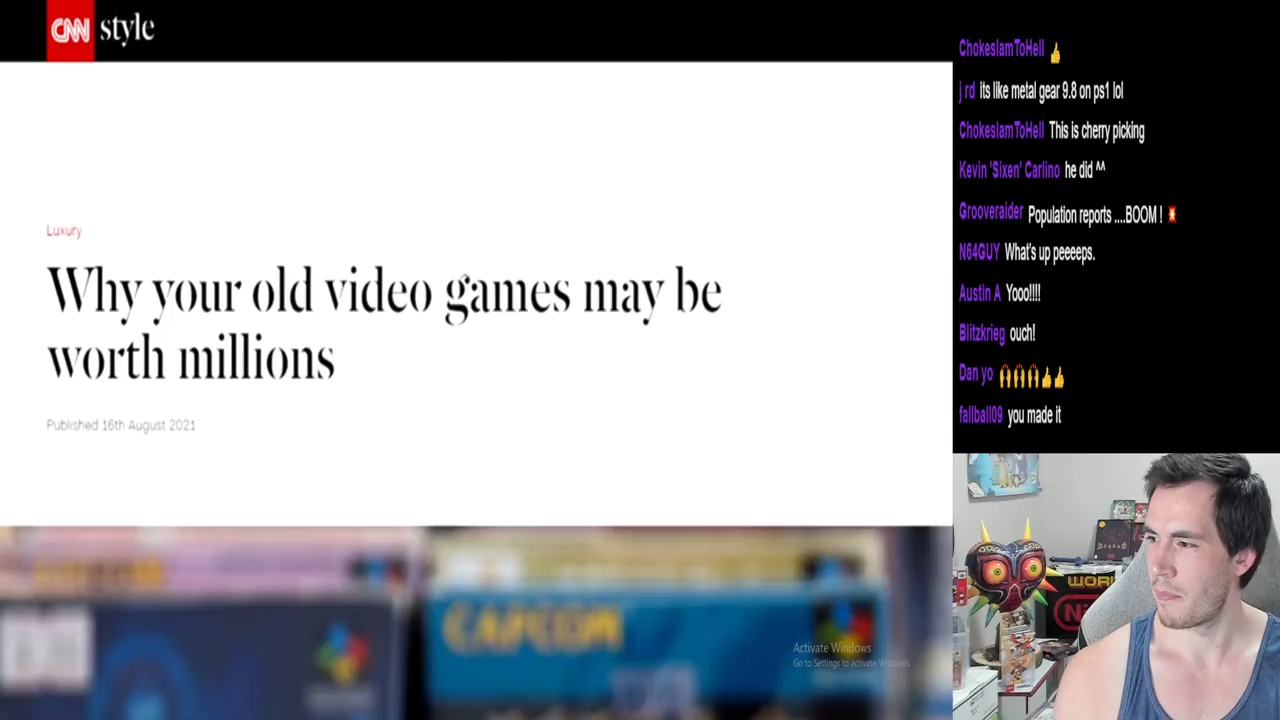 CNN style
Luxury
Why your old video games may be
worth millions
Published 16th August 2021
CAPCOM
Activate Windows
Go to Settings to activate Windows.
ChokeslamToHell 👍
j rd its like metal gear 9.8 on ps1 lol
ChokeslamToHell This is cherry picking
Kevin 'Sixen' Carlino he did ^^
Grooveraider Population reports ....BOOM ! 💥
N64GUY What's up peeeeps.
Austin A Yooo!!!!
Blitzkrieg ouch!
Dan yo 🙌🙌🙌👍👍
fallball09 you made it
WORL
Ni